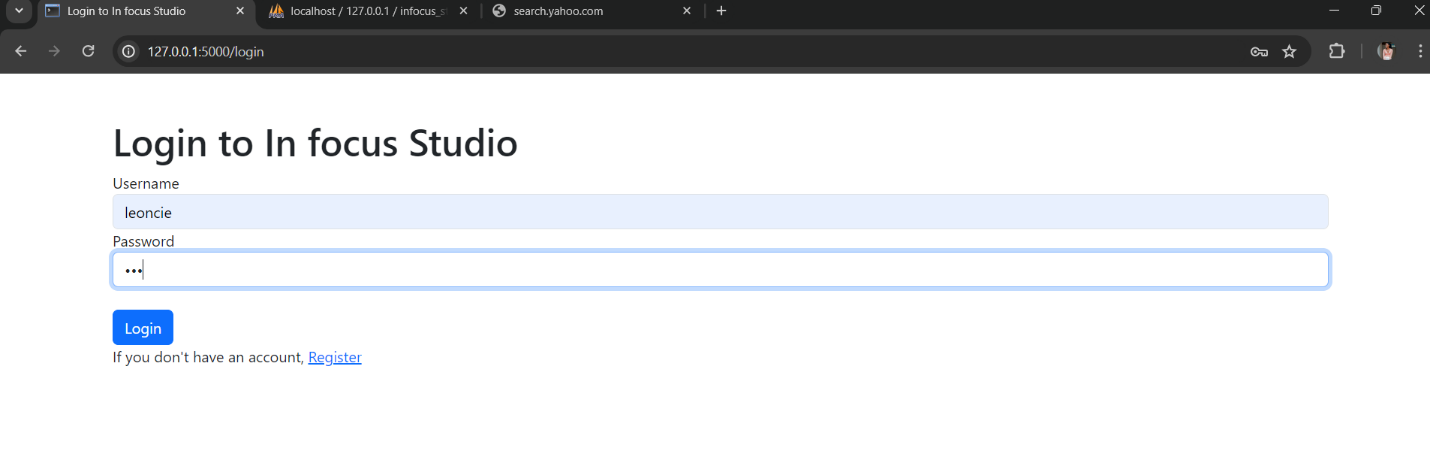 Login to In focus Studio
localhost / 127.0.0.1 / infocus_s
search.yahoo.com
127.0.0.1:5000/login
Login to In focus Studio
Username
leoncie
Password
•••
Login
If you don't have an account, Register